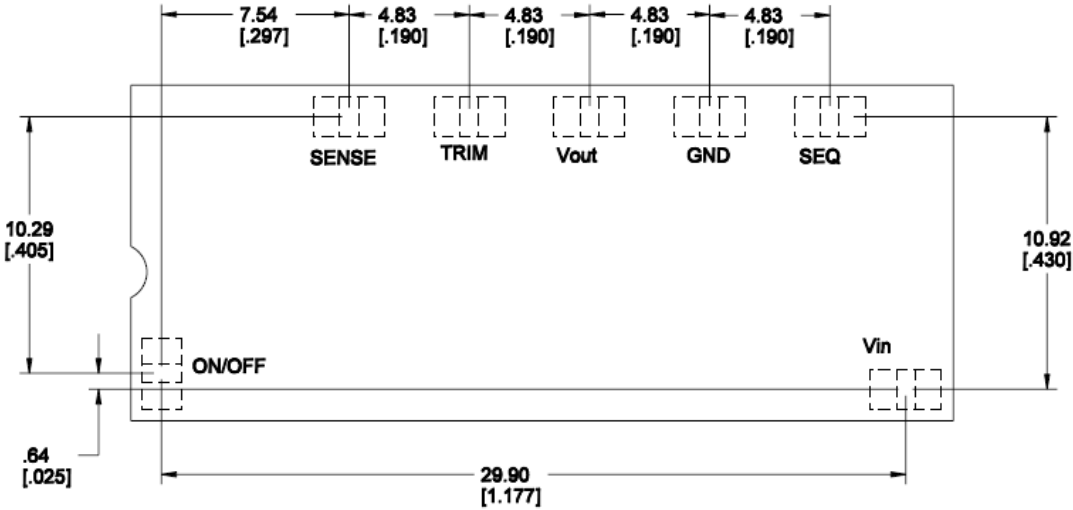 7.54 4.83 4.83 4.83 4.83
[.297] [.190] [.190] [.190] [.190]
SENSE TRIM Vout GND SEQ
10.29
[.405]
10.92
[.430]
Vin
ON/OFF
.64
[.025]
29.90
[1.177]